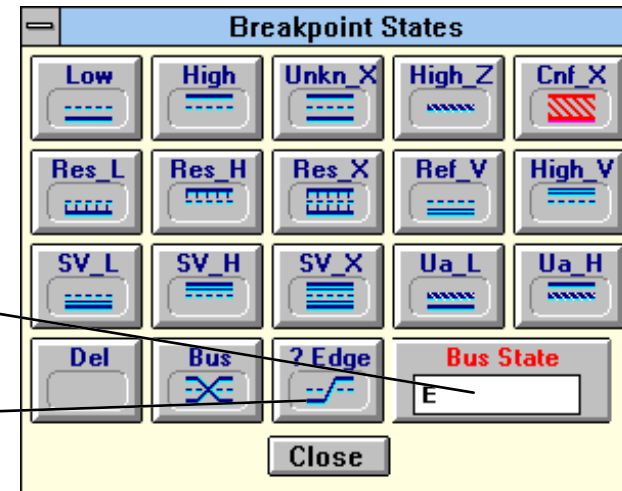 Breakpoint States
Low High Unkn_X High_Z Cnf_X
Res_L Res_H Res_X Ref_V High_V
SV_L SV_H SV_X Ua_L Ua_H
Del Bus ? Edge Bus State
E
Close